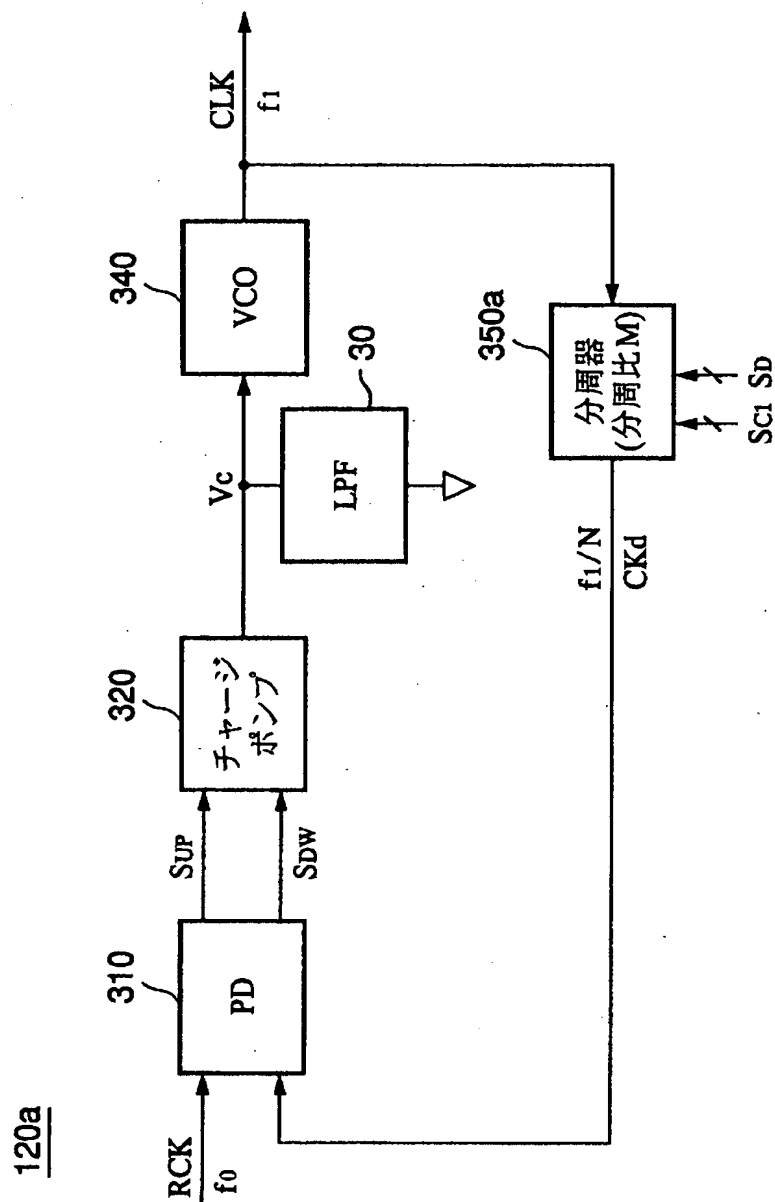 120a
RCK
f0
310
PD
SUP
SDW
320
チャージ
ポンプ
Vc
30
LPF
340
VCO
CLK
f1
350a
分周器
(分周比M)
SC1 SD
f1/N
CKd